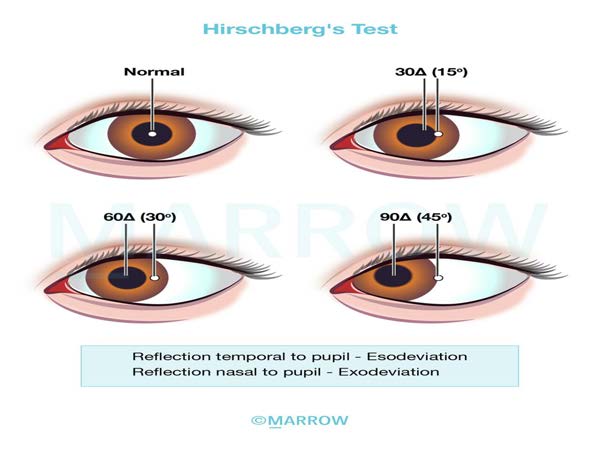 Hirschberg's Test
Normal
30Δ (15°)
60Δ (30°)
90Δ (45°)
MARROW
Reflection temporal to pupil - Esodeviation
Reflection nasal to pupil - Exodeviation
©MARROW